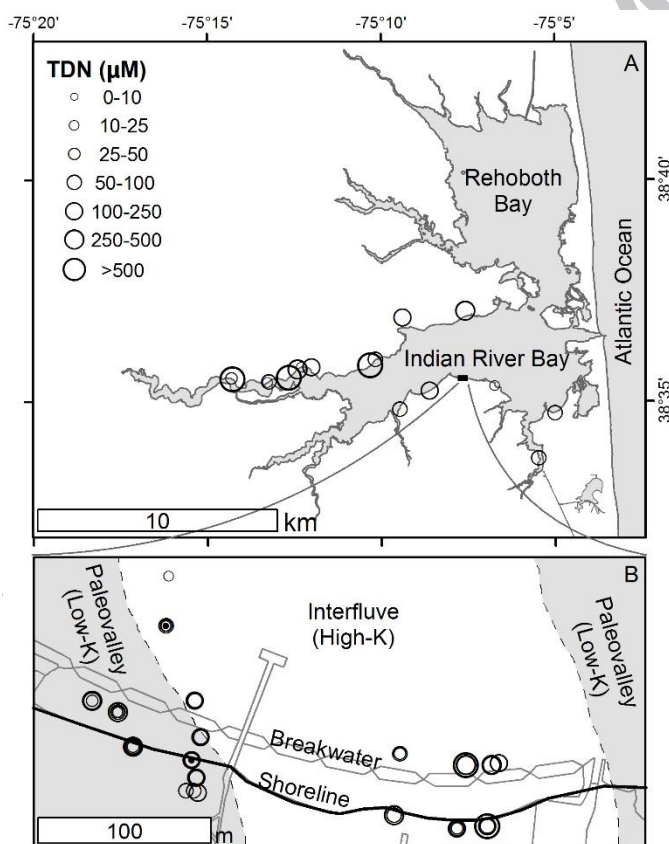 -75°20' -75°15' -75°10' -75°5'
A
TDN (µM)
0-10
10-25
25-50
50-100
100-250
250-500
>500
Rehoboth
Bay
38°40'
Atlantic Ocean
Indian River Bay
38°35'
10
km
B
Paleovalley
(Low-K)
Interfluve
(High-K)
Paleovalley
(Low-K)
Breakwater
Shoreline
100
m